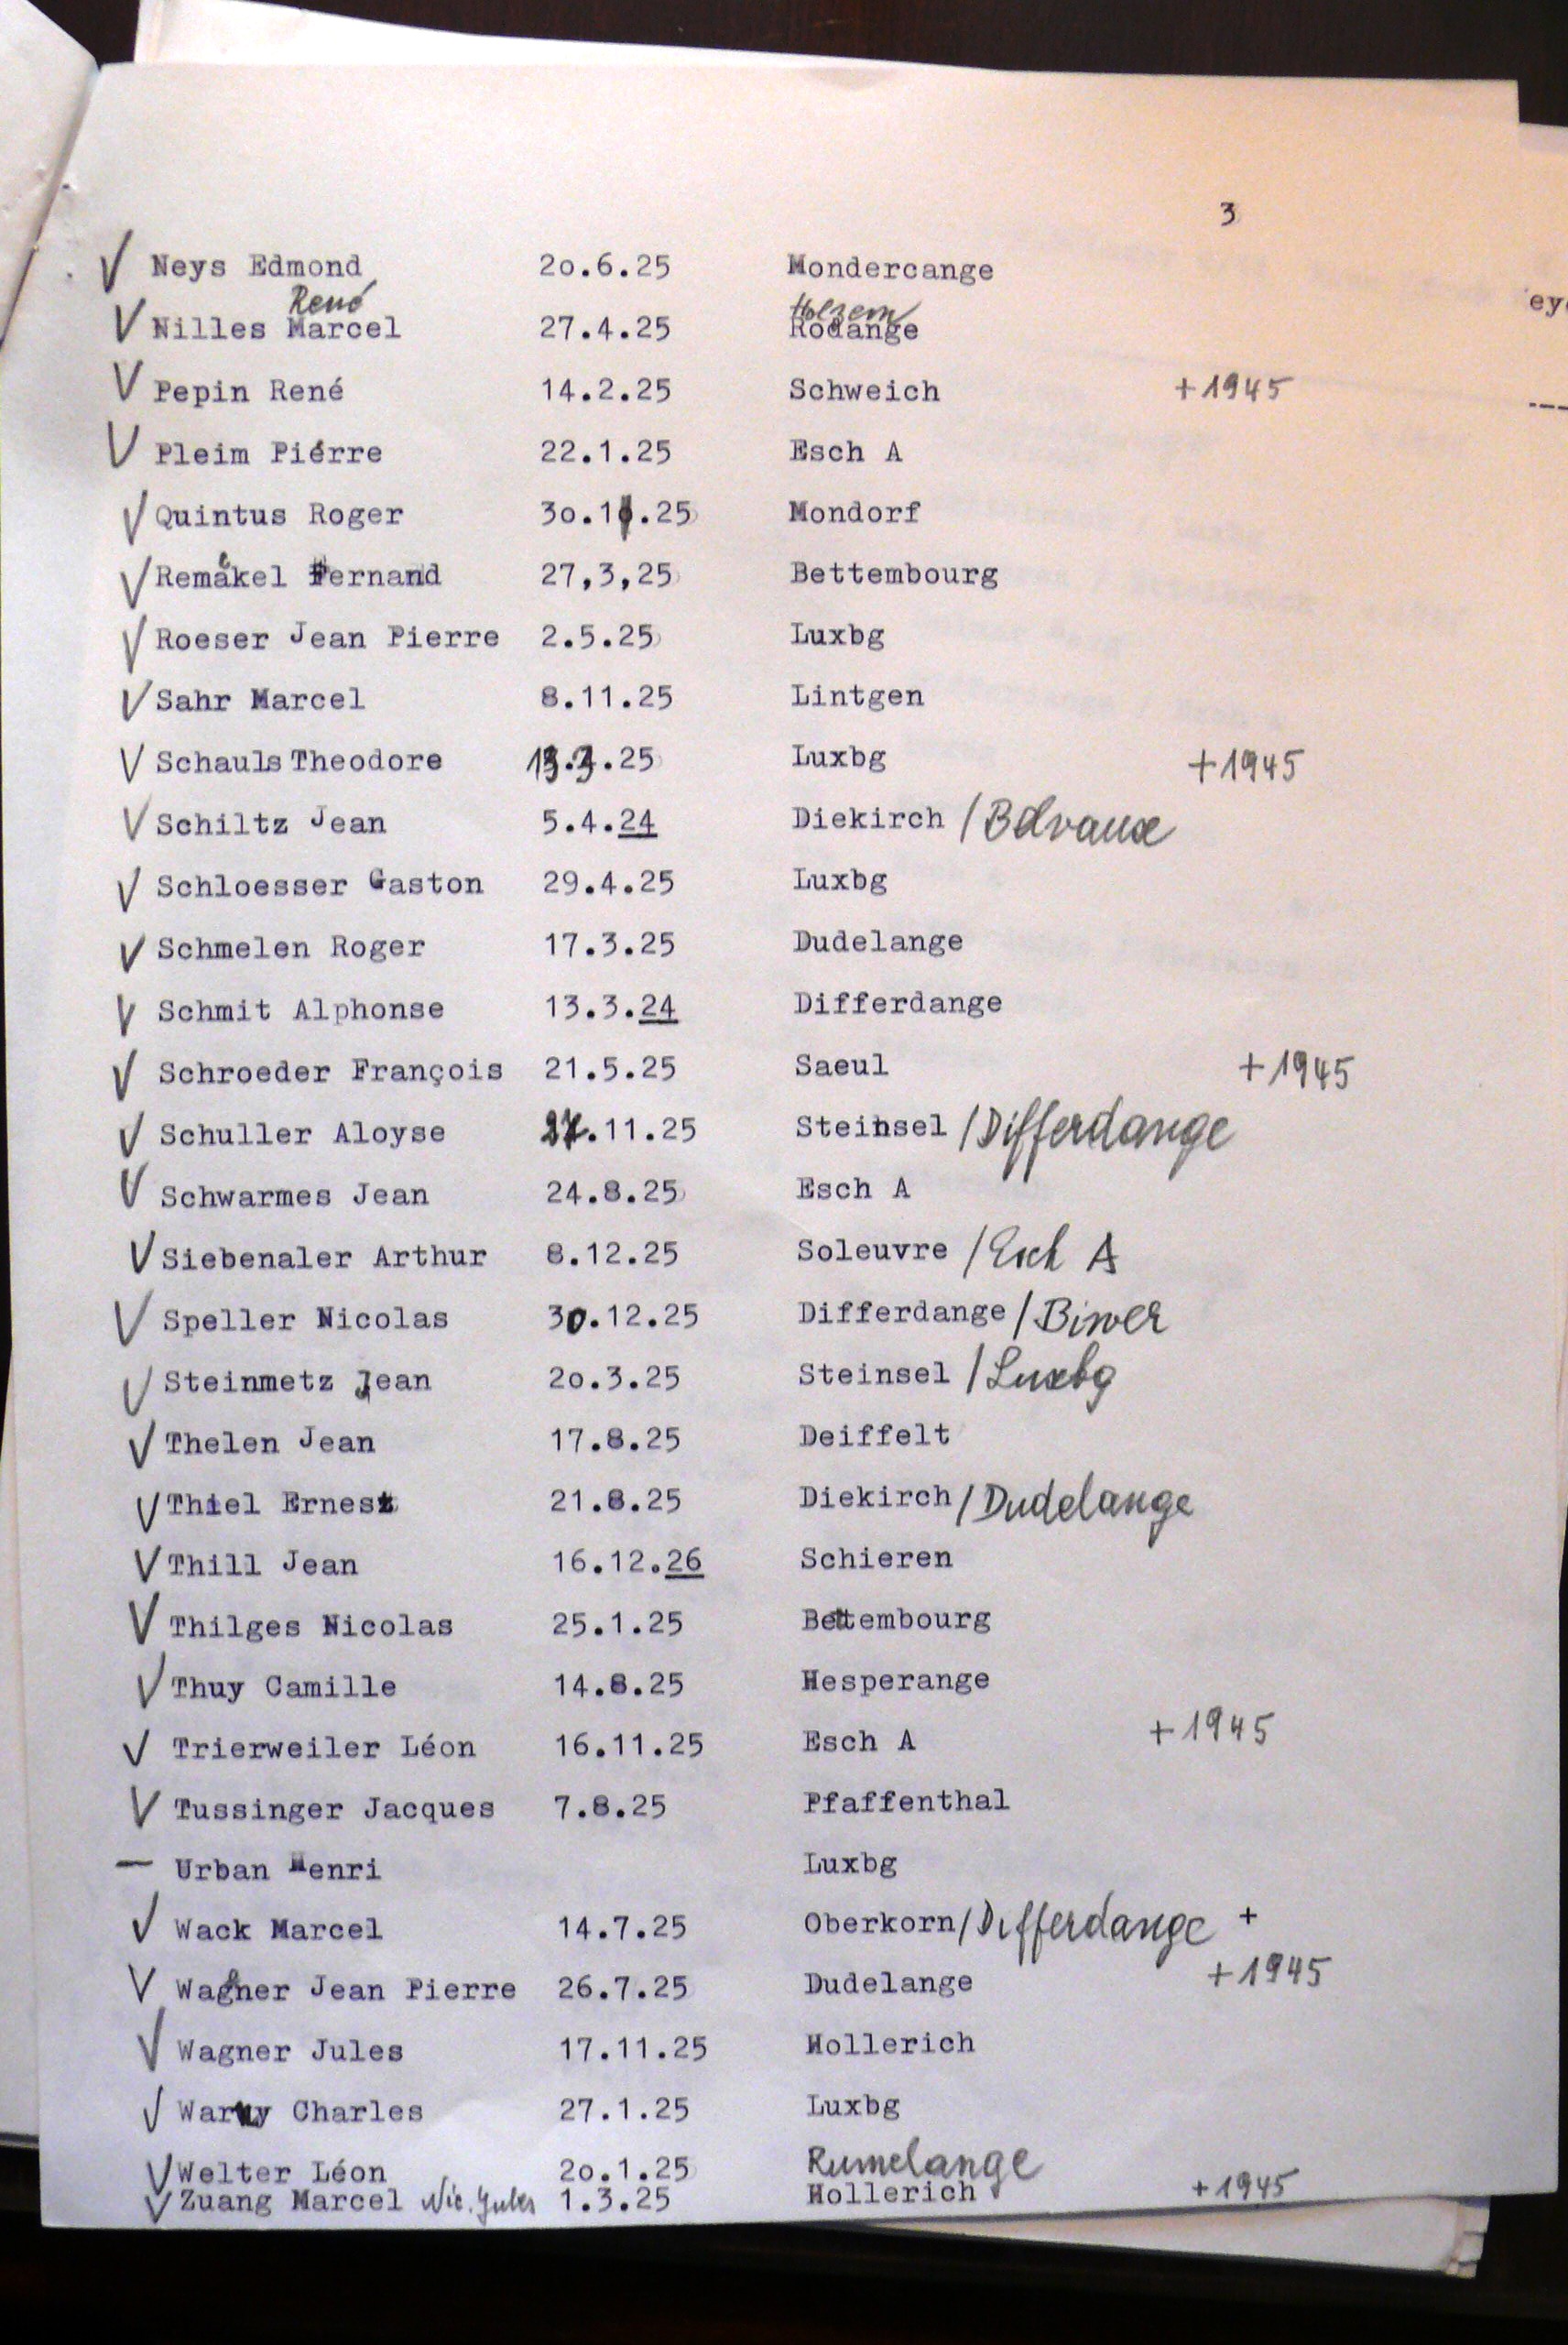 3
Neys Edmond 2o.6.25 Mondercange
René Holzem
Nilles Marcel 27.4.25 Rodange
Pepin René 14.2.25 Schweich +1945
Pleim Piérre 22.1.25 Esch A
Quintus Roger 3o.1 .25 Mondorf
Remakel Fernand 27,3,25 Bettembourg
Roeser Jean Pierre 2.5.25 Luxbg
Sahr Marcel 8.11.25 Lintgen
Schauls Theodore 13.3.25 Luxbg +1945
Schiltz Jean 5.4.24 Diekirch /Belvaux
Schloesser Gaston 29.4.25 Luxbg
Schmelen Roger 17.3.25 Dudelange
Schmit Alphonse 13.3.24 Differdange
Schroeder François 21.5.25 Saeul +1945
Schuller Aloyse .11.25 Steinsel /Differdange
Schwarmes Jean 24.8.25 Esch A
Siebenaler Arthur 8.12.25 Soleuvre /Esch A
Speller Nicolas 30.12.25 Differdange /Biwer
Steinmetz Jean 2o.3.25 Steinsel /Luxbg
Thelen Jean 17.8.25 Deiffelt
Thiel Ernest 21.8.25 Diekirch /Dudelange
Thill Jean 16.12.26 Schieren
Thilges Nicolas 25.1.25 Bettembourg
Thuy Camille 14.8.25 Hesperange
Trierweiler Léon 16.11.25 Esch A +1945
Tussinger Jacques 7.8.25 Pfaffenthal
— Urban Henri Luxbg
Wack Marcel 14.7.25 Oberkorn/Differdange +
Wagner Jean Pierre 26.7.25 Dudelange +1945
Wagner Jules 17.11.25 Hollerich
Warny Charles 27.1.25 Luxbg
Welter Léon 2o.1.25 Rumelange
Zuang Marcel Nic. Jules 1.3.25 Hollerich +1945